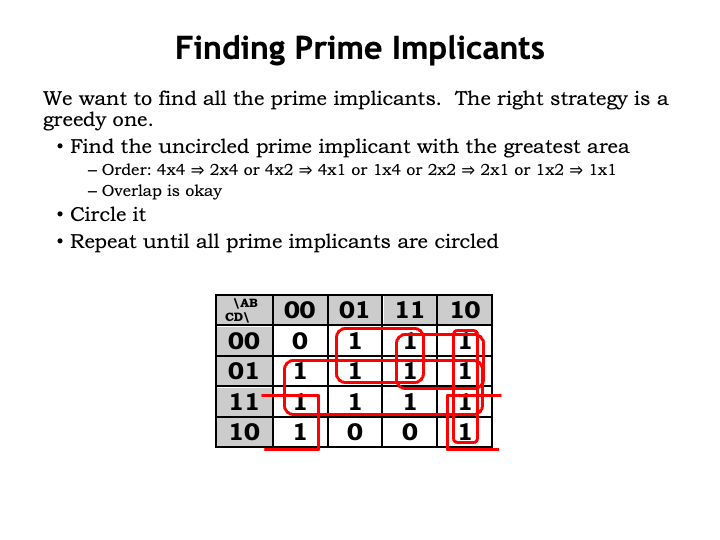 Finding Prime Implicants
We want to find all the prime implicants.  The right strategy is a
greedy one.
• Find the uncircled prime implicant with the greatest area
– Order: 4x4 ⇒ 2x4 or 4x2 ⇒ 4x1 or 1x4 or 2x2 ⇒ 2x1 or 1x2 ⇒ 1x1
– Overlap is okay
• Circle it
• Repeat until all prime implicants are circled
\AB
CD\ 00 01 11 10
00 0 1 1 1
01 1 1 1 1
11 1 1 1 1
10 1 0 0 1